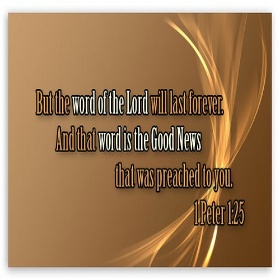 But the word of the Lord will last forever.
And that word is the Good News
that was preached to you.
1 Peter 1:25